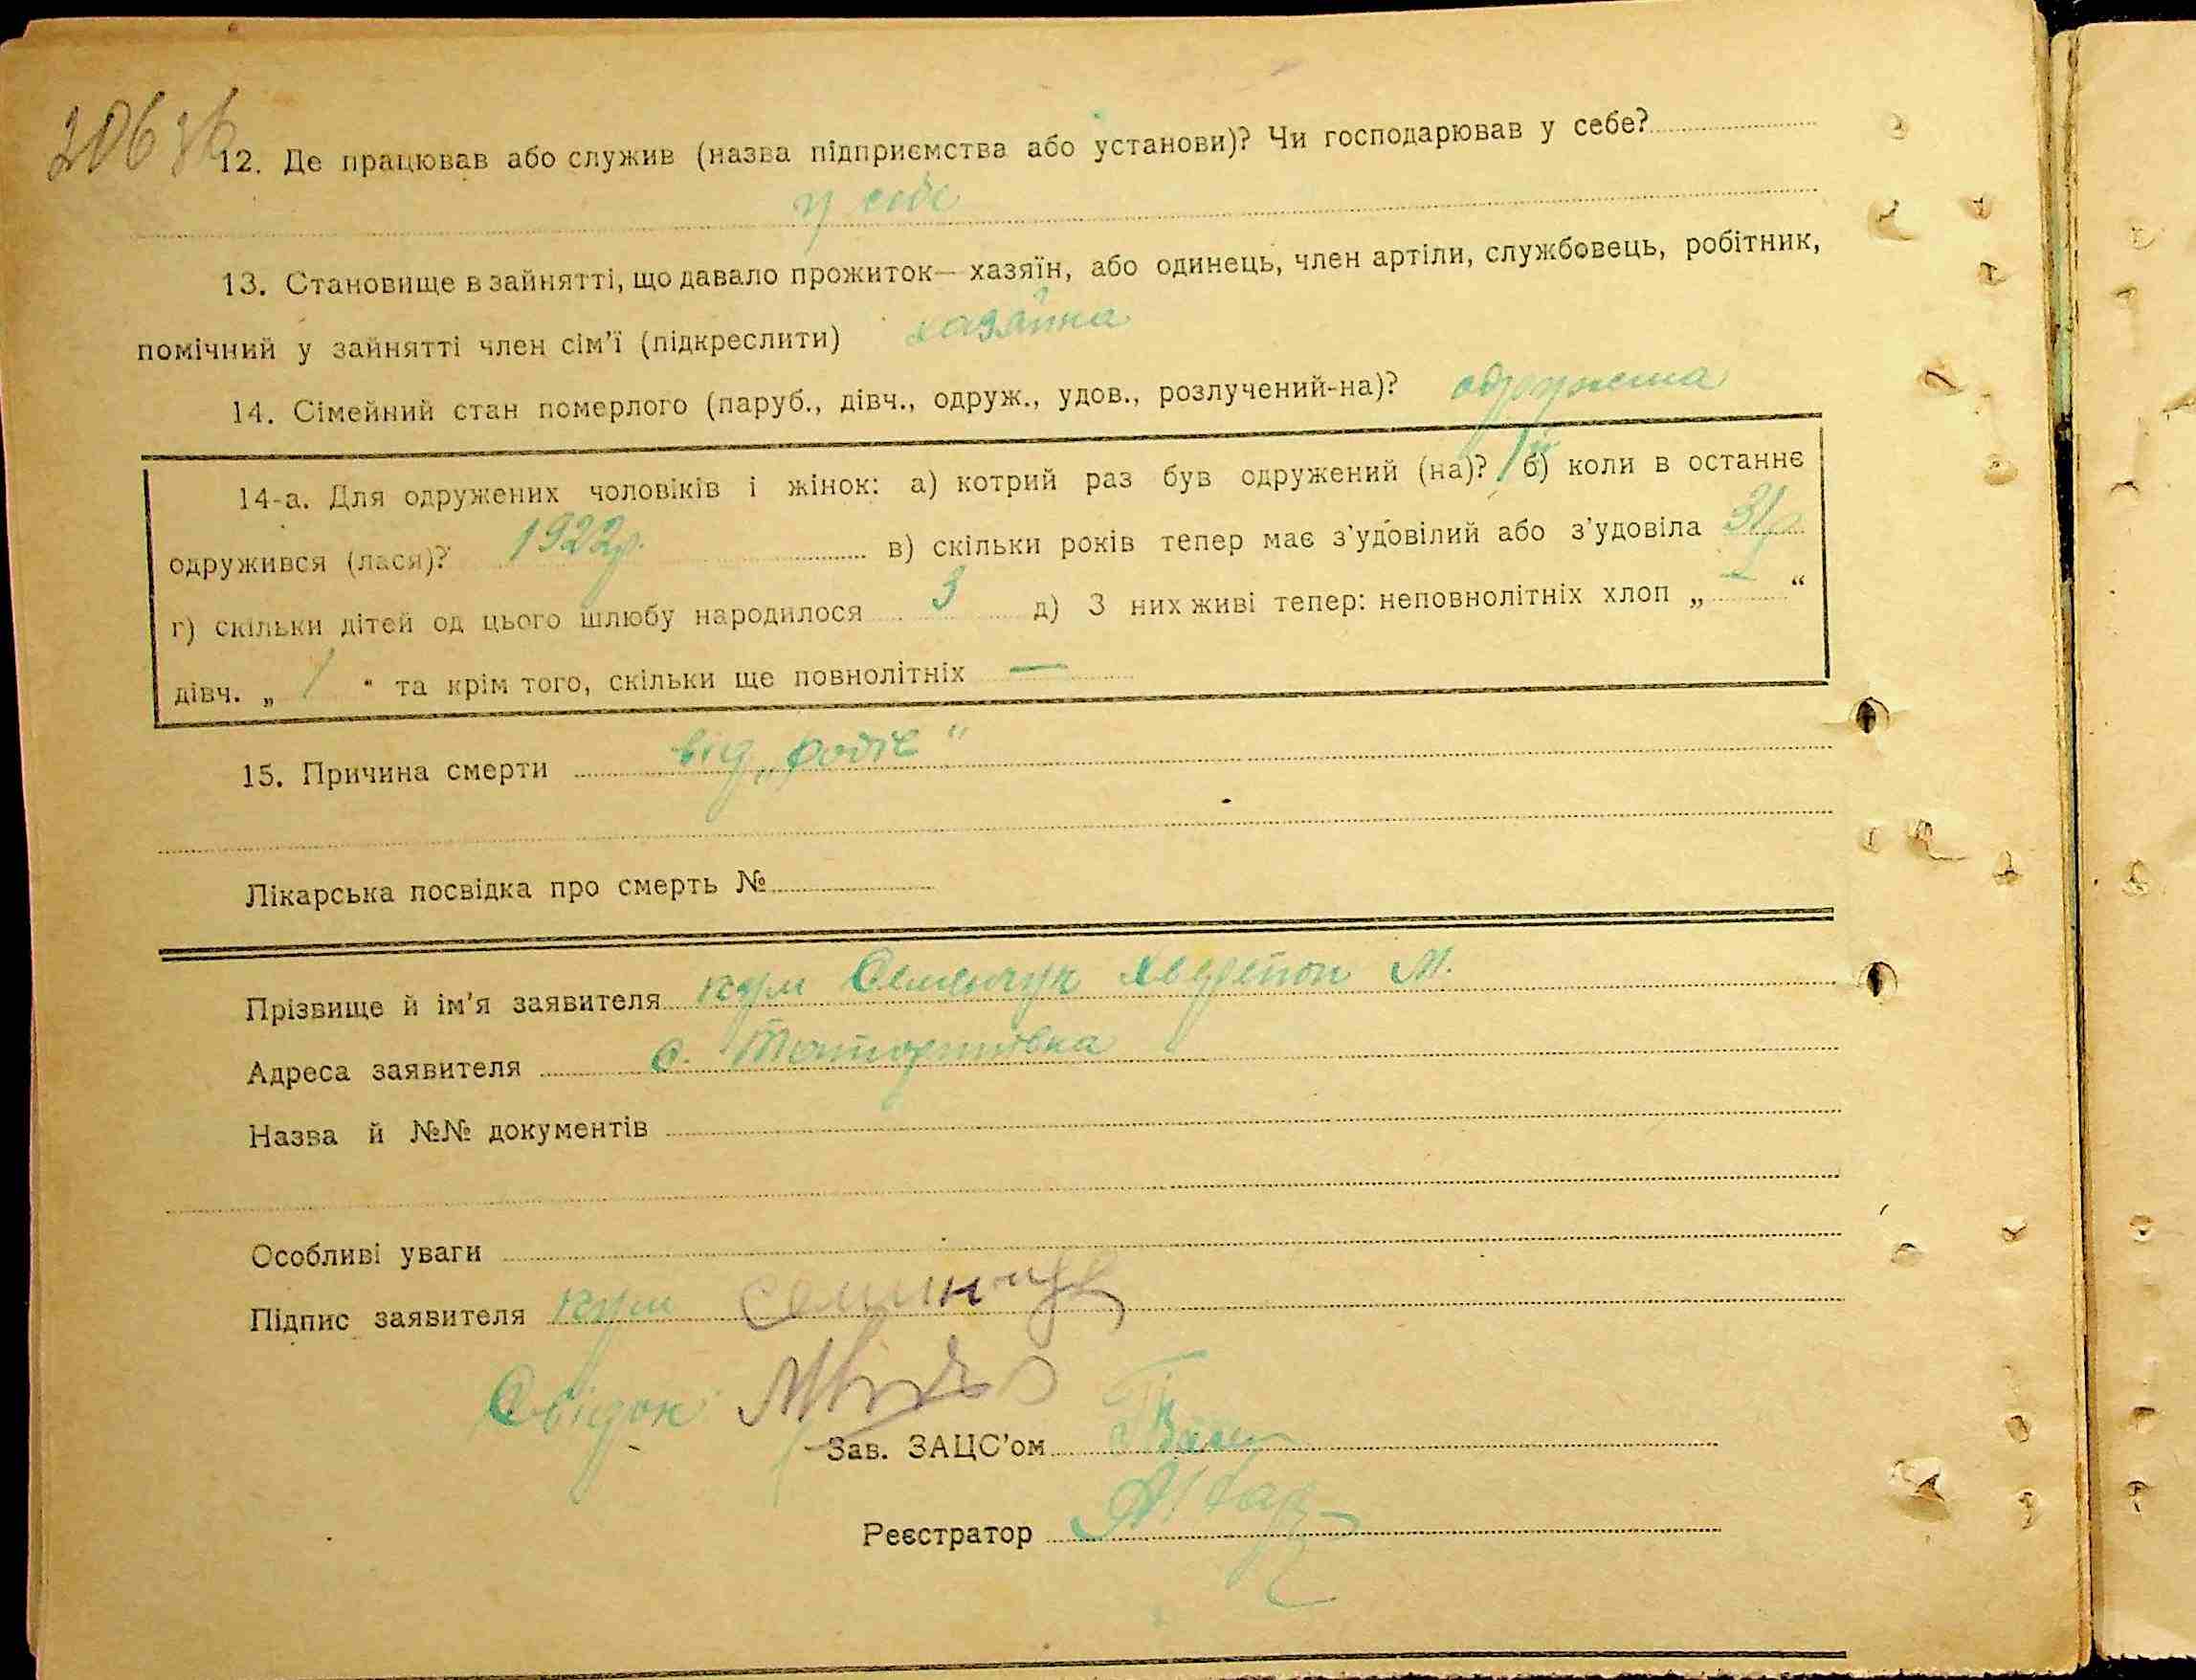 206 зв
12. Де працював або служив (назва підприємства або установи)? Чи господарював у себе?
у себе
13. Становище в зайнятті, що давало прожиток— хазяїн, або одинець, член артіли, службовець, робітник,
помічний у зайнятті член сім’ї (підкреслити) хазяйка
14. Сімейний стан померлого (паруб., дівч., одруж., удов., розлучений-на)? одружена
14-а. Для одружених чоловіків і жінок: а) котрий раз був одружений (на)? 1й б) коли в останнє
одружився (лася)? 1922р. в) скільки років тепер має з’удовілий або з’удовіла 31р
г) скільки дітей од цього шлюбу народилося 3 д) З них живі тепер: неповнолітніх хлоп „ — “
дівч. „ 1 “ та крім того, скільки ще повнолітніх —
15. Причина смерти від „родів“
Лікарська посвідка про смерть №
Прізвище й ім’я заявителя кум Семенчук М.
Адреса заявителя с.
Назва й №№ документів
Особливі уваги
Підпис заявителя кум Семенчук
Свідок
Зав. ЗАЦС’ом
Реєстратор